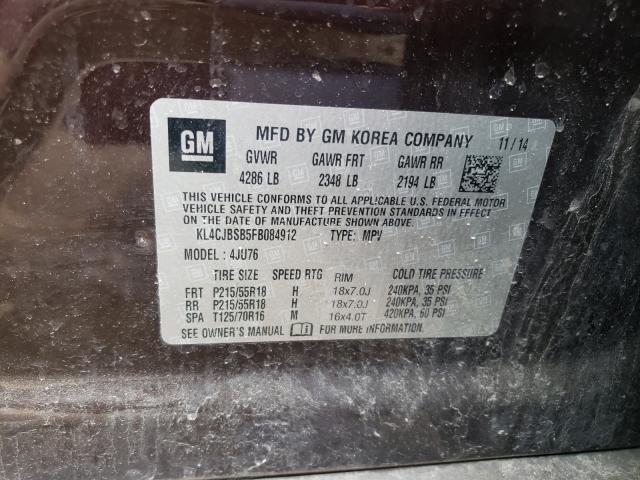 GM
MFD BY GM KOREA COMPANY 11 / 14
GVWR GAWR FRT GAWR RR
4286 LB 2348 LB 2194 LB
THIS VEHICLE CONFORMS TO ALL APPLICABLE U.S. FEDERAL MOTOR
VEHICLE SAFETY AND THEFT PREVENTION STANDARDS IN EFFECT
ON THE DATE OF MANUFACTURE SHOWN ABOVE.
KL4CJBSB5FB084912 TYPE: MPV
MODEL : 4JU76
TIRE SIZE SPEED RTG RIM COLD TIRE PRESSURE
FRT P215/55R18 H 18x7.0J 240KPA, 35 PSI
RR P215/55R18 H 18x7.0J 240KPA, 35 PSI
SPA T125/70R16 M 16x4.0T 420KPA, 60 PSI
SEE OWNER'S MANUAL FOR MORE INFORMATION.